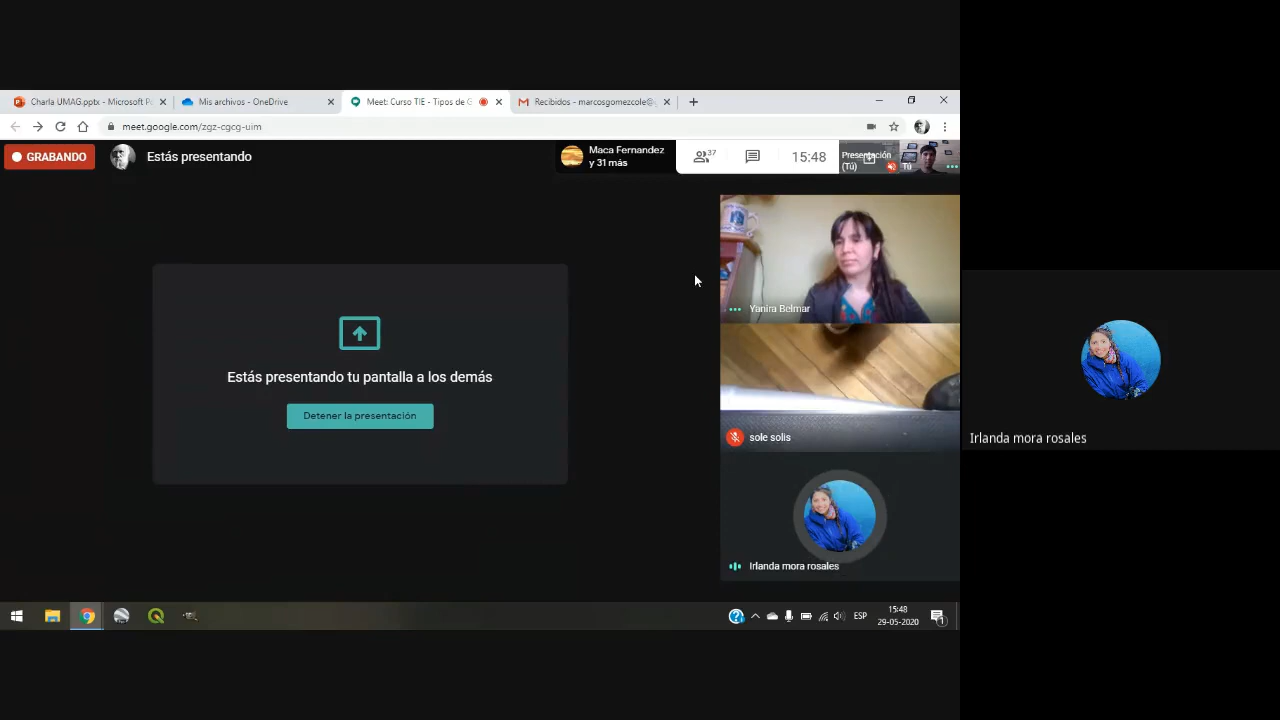 Charla UMAG.pptx - Microsoft Po
Mis archivos - OneDrive
Meet: Curso TIE - Tipos de G
Recibidos - marcosgomezcole@g
meet.google.com/zgz-cgcg-uim
GRABANDO
Estás presentando
Maca Fernandez
y 31 más
37
15:48
Presentación
(Tú)
Tú
Yanira Belmar
Estás presentando tu pantalla a los demás
Detener la presentación
sole solis
Irlanda mora rosales
Irlanda mora rosales
ESP
15:48
29-05-2020
1